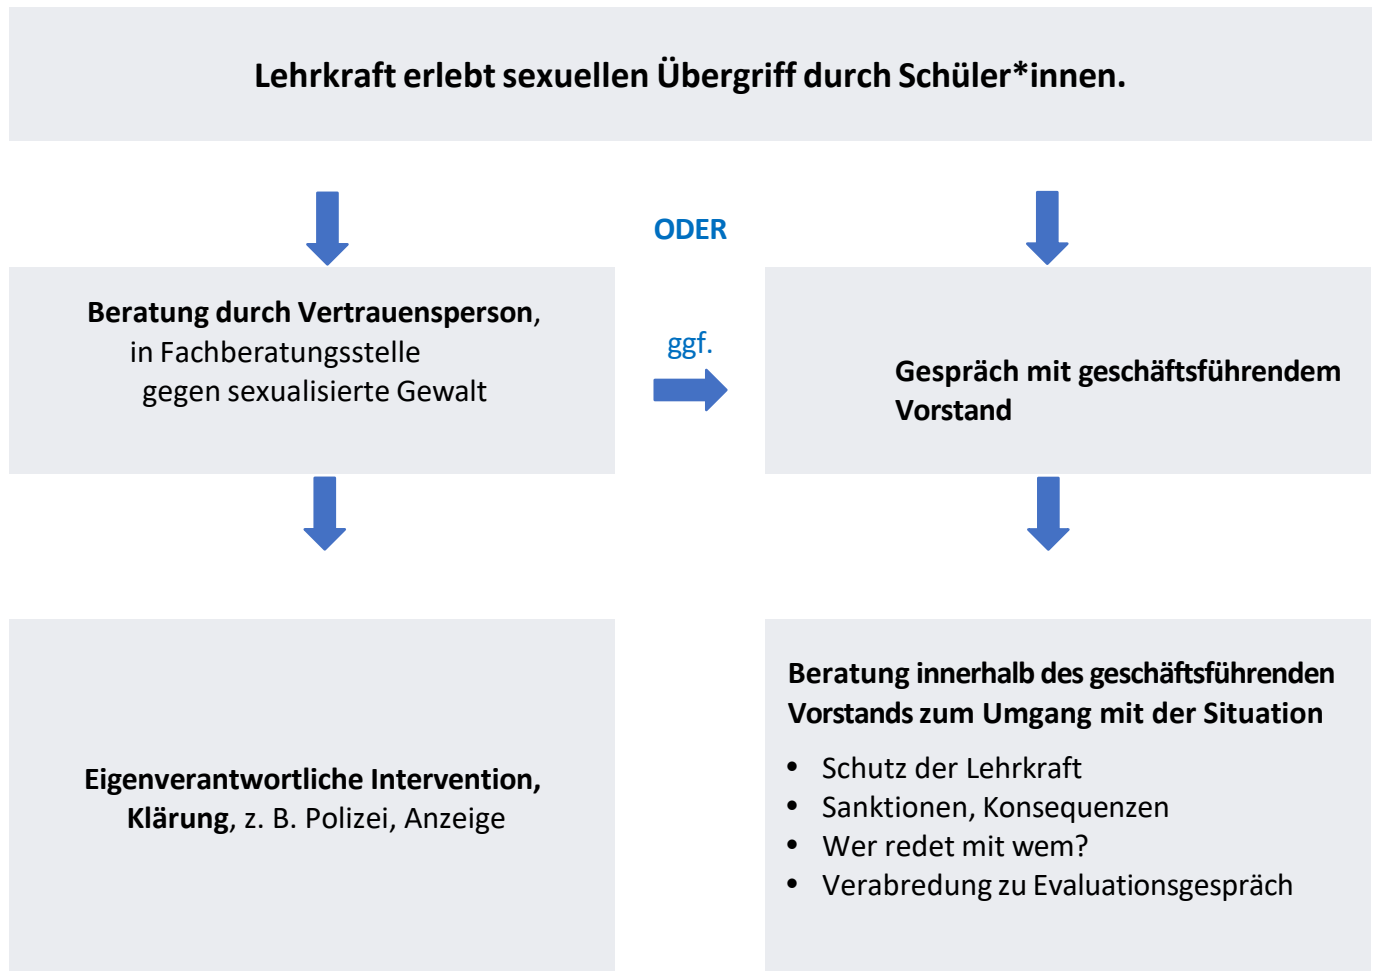 Lehrkraft erlebt sexuellen Übergriff durch Schüler*innen.
ODER
Beratung durch Vertrauensperson,
in Fachberatungsstelle
gegen sexualisierte Gewalt
ggf.
Gespräch mit geschäftsführendem
Vorstand
Eigenverantwortliche Intervention,
Klärung, z. B. Polizei, Anzeige
Beratung innerhalb des geschäftsführenden
Vorstands zum Umgang mit der Situation
• Schutz der Lehrkraft
• Sanktionen, Konsequenzen
• Wer redet mit wem?
• Verabredung zu Evaluationsgespräch